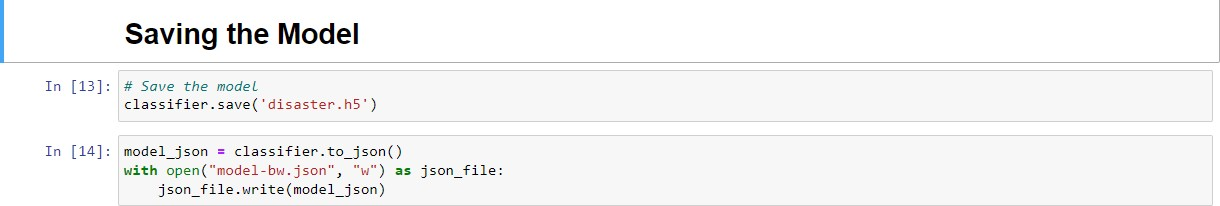 Saving the Model
In [13]: # Save the model
classifier.save('disaster.h5')
In [14]: model_json = classifier.to_json()
with open("model-bw.json", "w") as json_file:
    json_file.write(model_json)